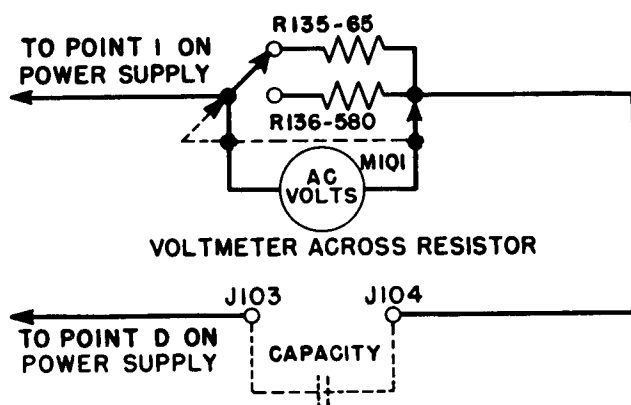 R135-65
TO POINT 1 ON
POWER SUPPLY
R136-580
M101
AC
VOLTS
VOLTMETER ACROSS RESISTOR
J103
J104
TO POINT D ON
POWER SUPPLY
CAPACITY